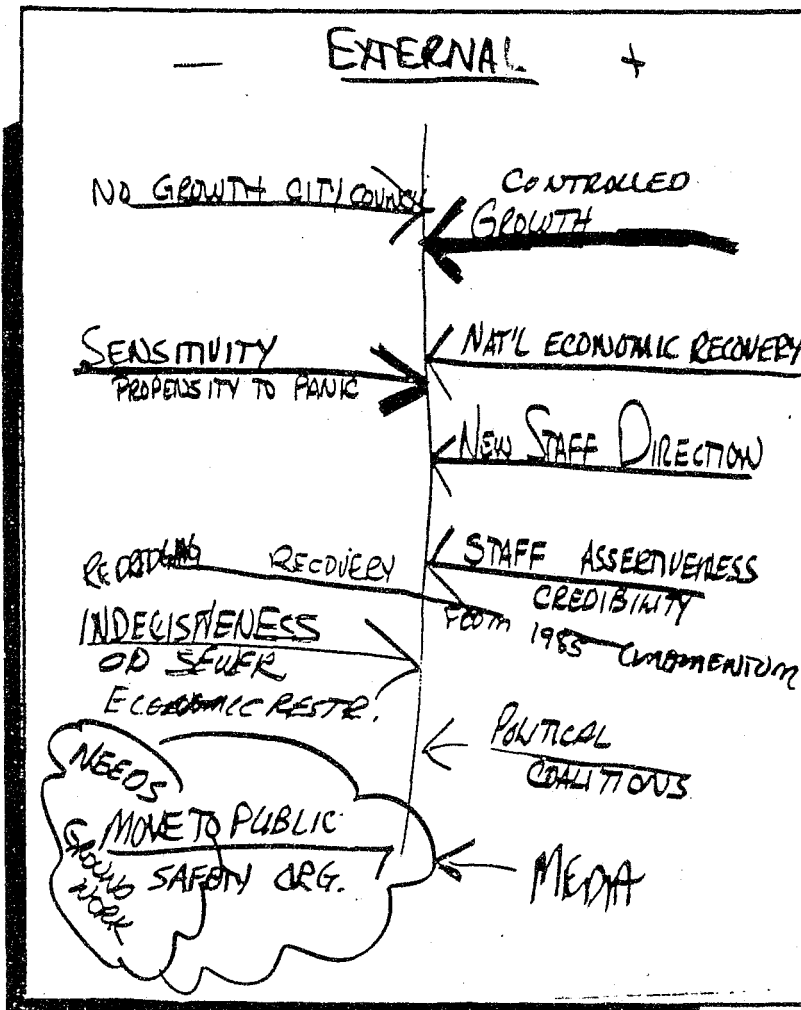 — EXTERNAL +
NO GROWTH CITY COUNCIL
CONTROLLED
GROWTH
SENSITIVITY
PROPENSITY TO PANIC
NAT'L ECONOMIC RECOVERY
NEW STAFF DIRECTION
STAFF ASSERTIVENESS
CREDIBILITY
RECOVERY
FROM 1985
INDECISIVENESS
OD SEWER
ECONOMIC RESTR.
POLITICAL
COALITIONS
NEEDS
GROUND
WORK
MOVE TO PUBLIC
SAFETY ORG.
MEDIA